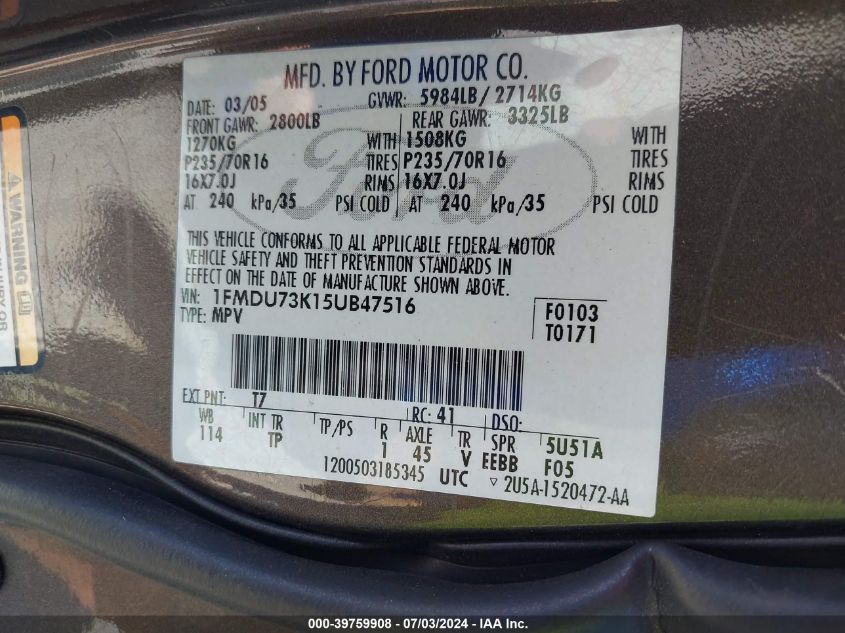 MFD. BY FORD MOTOR CO.
DATE: 03/05 GVWR: 5984LB/2714KG
FRONT GAWR: 2800LB REAR GAWR: 3325LB
1270KG WITH 1508KG WITH
P235/70R16 TIRES P235/70R16 TIRES
16X7.0J RIMS 16X7.0J RIMS
AT 240 kPa/35 PSI COLD AT 240 kPa/35 PSI COLD
Ford
THIS VEHICLE CONFORMS TO ALL APPLICABLE FEDERAL MOTOR
VEHICLE SAFETY AND THEFT PREVENTION STANDARDS IN
EFFECT ON THE DATE OF MANUFACTURE SHOWN ABOVE.
VIN: 1FMDU73K15UB47516 F0103
TYPE: MPV T0171
EXT PNT: T7 RC: 41 DSO:
WB INT TR TP/PS R AXLE TR SPR 5U51A
114 TP 1 45 V EEBB F05
1200503185345 UTC ▽ 2U5A-1520472-AA
WARNING
INJURY OR
000-39759908 - 07/03/2024 - IAA Inc.